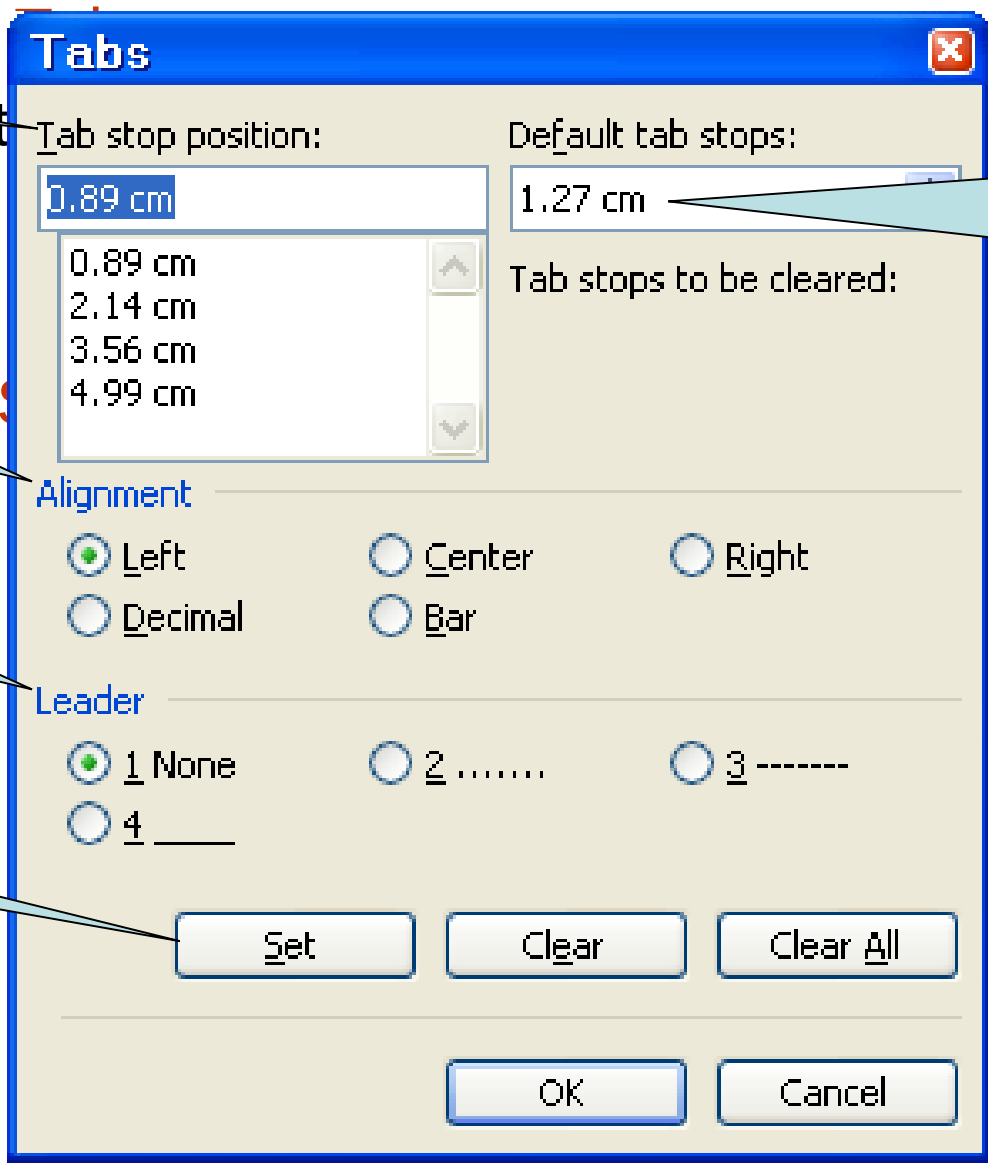 Tabs
t
Tab stop position:
Default tab stops:
0.89 cm
1.27 cm
0.89 cm
2.14 cm
3.56 cm
4.99 cm
Tab stops to be cleared:
Alignment
Left Center Right
Decimal Bar
Leader
1 None 2 ....... 3 -------
4 _____
Set Clear Clear All
OK Cancel